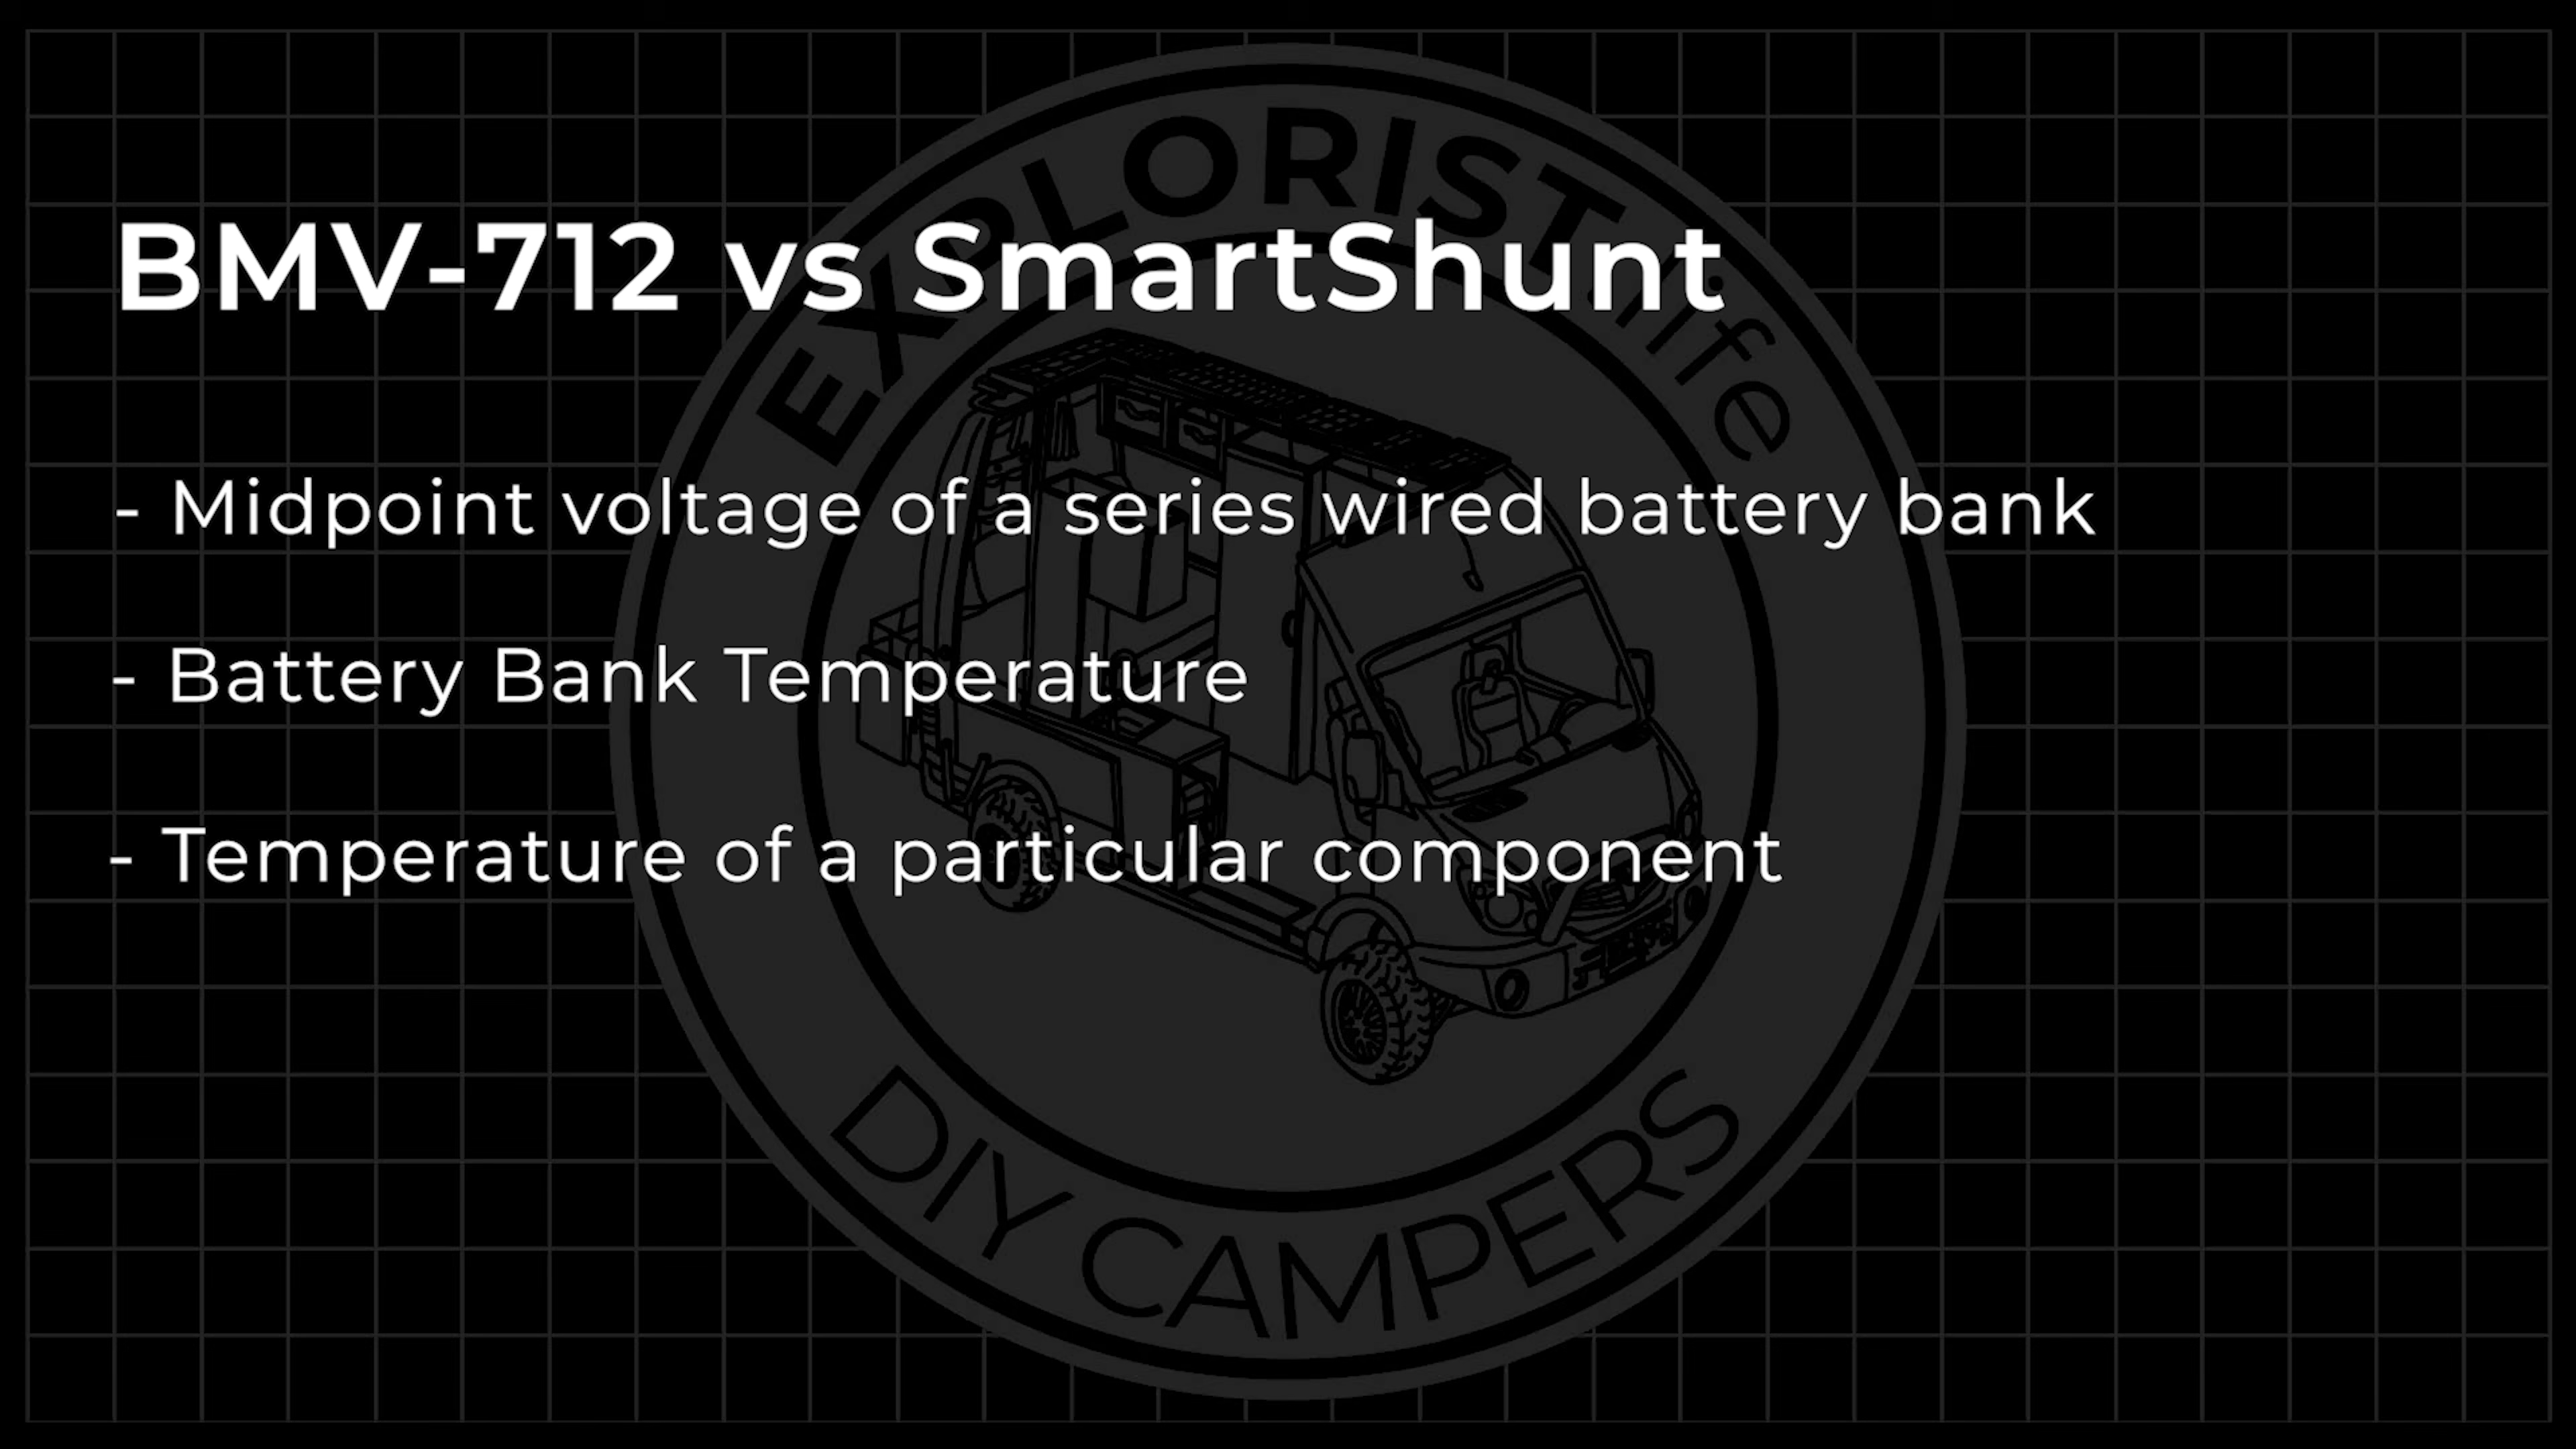 EXPLORIST.life
BMV-712 vs SmartShunt
- Midpoint voltage of a series wired battery bank
- Battery Bank Temperature
- Temperature of a particular component
DIY CAMPERS